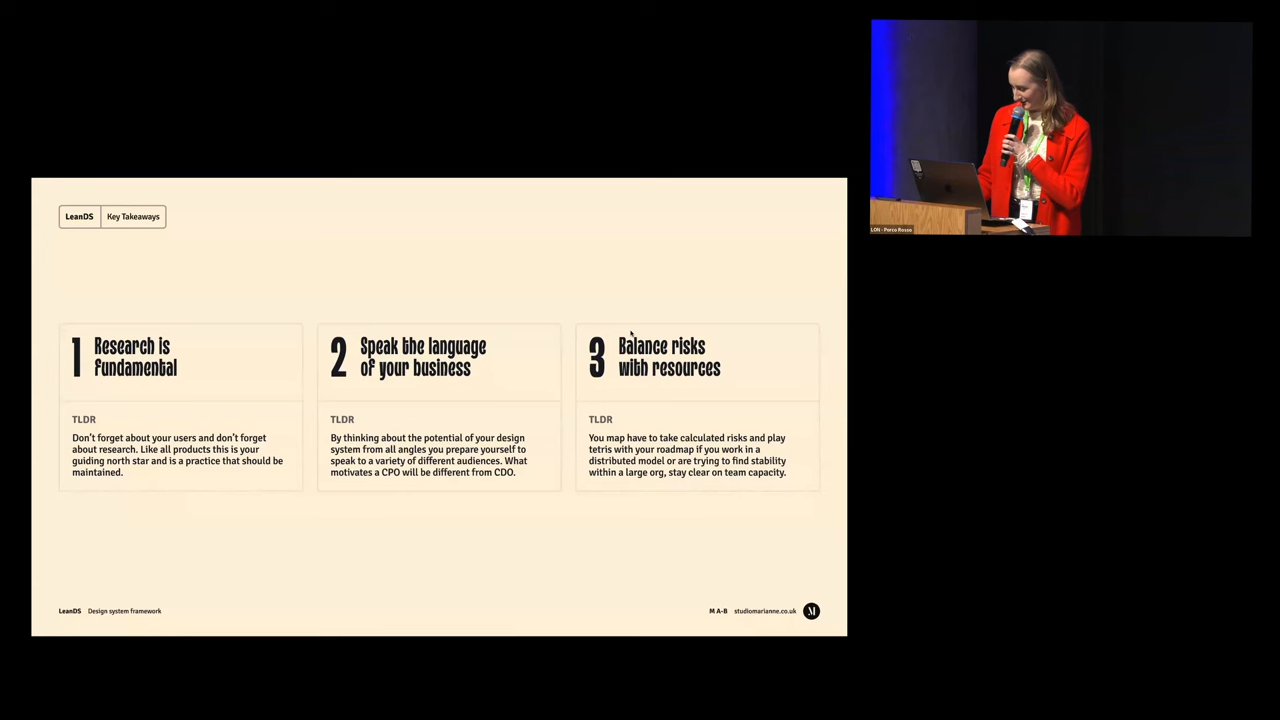 LeanDS Key Takeaways
1 Research is
fundamental
TLDR
Don't forget about your users and don't forget
about research. Like all products this is your
guiding north star and is a practice that should be
maintained.
2 Speak the language
of your business
TLDR
By thinking about the potential of your design
system from all angles you prepare yourself to
speak to a variety of different audiences. What
motivates a CPO will be different from CDO.
3 Balance risks
with resources
TLDR
You map have to take calculated risks and play
tetris with your roadmap if you work in a
distributed model or are trying to find stability
within a large org, stay clear on team capacity.
LeanDS Design system framework
M A-B studiomarianne.co.uk M
LON - Porco Rosso